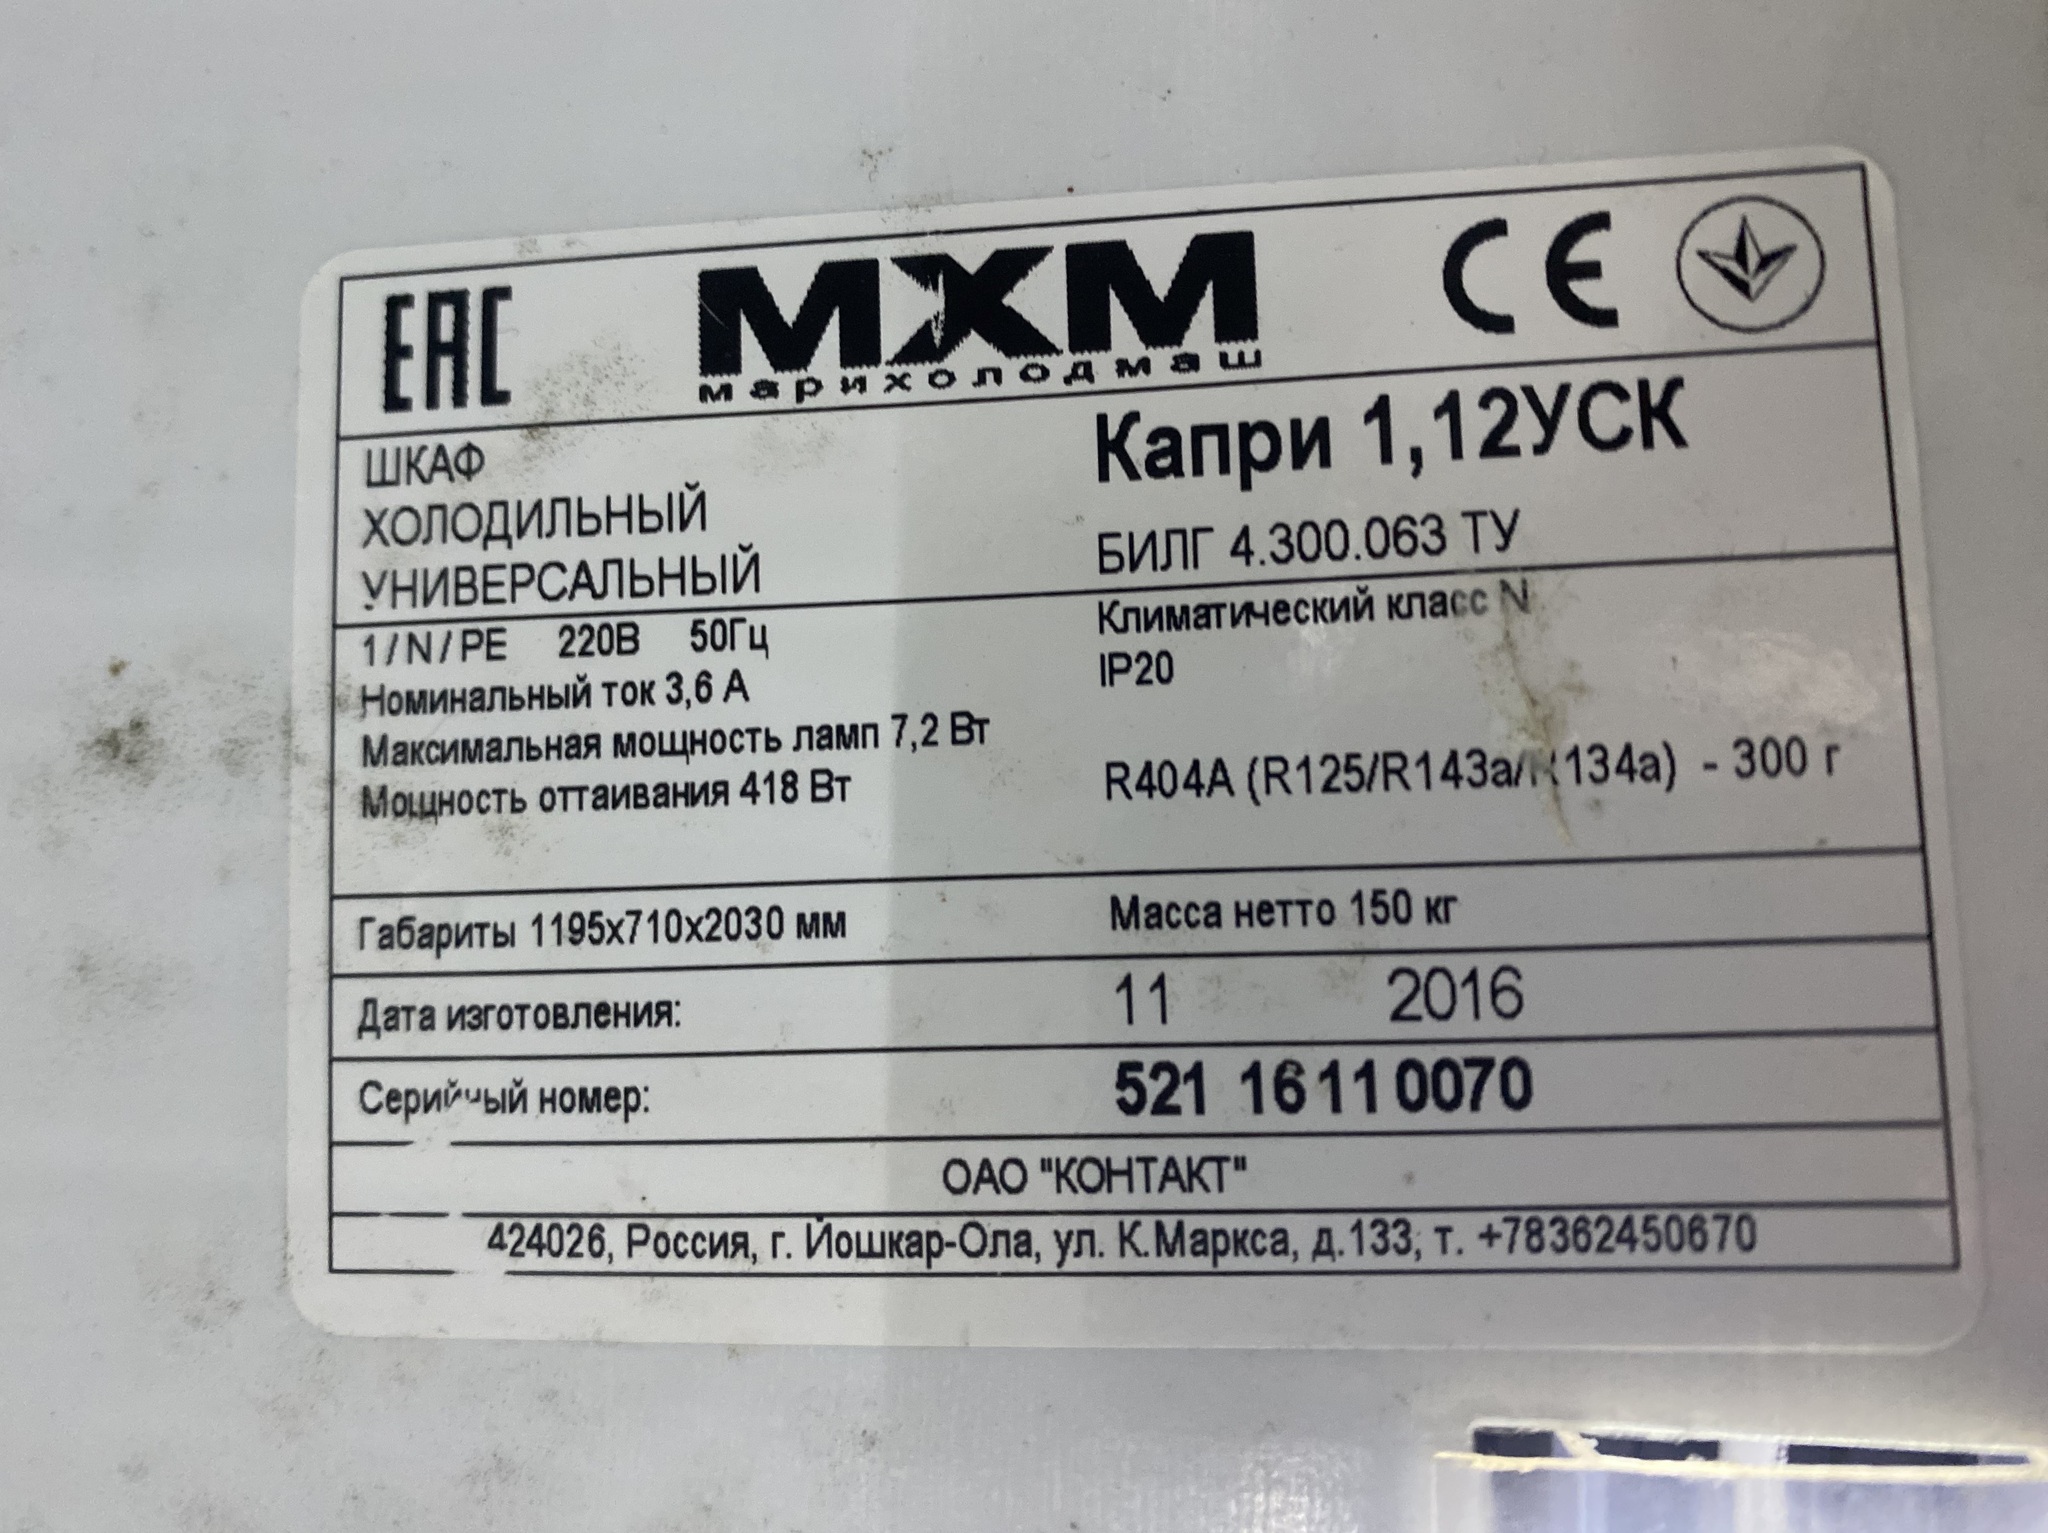 EAC
МХМ
марихолодмаш
CE
ШКАФ
ХОЛОДИЛЬНЫЙ
УНИВЕРСАЛЬНЫЙ
Капри 1,12УСК
БИЛГ 4.300.063 ТУ
1/N/PE 220В 50Гц
Номинальный ток 3,6 А
Максимальная мощность ламп 7,2 Вт
Мощность оттаивания 418 Вт
Климатический класс N
IP20
R404A (R125/R143a/R134a) - 300 г
Габариты 1195х710х2030 мм
Масса нетто 150 кг
Дата изготовления: 11 2016
Серийный номер: 521 16 11 0070
ОАО "КОНТАКТ"
424026, Россия, г. Йошкар-Ола, ул. К.Маркса, д.133, т. +78362450670